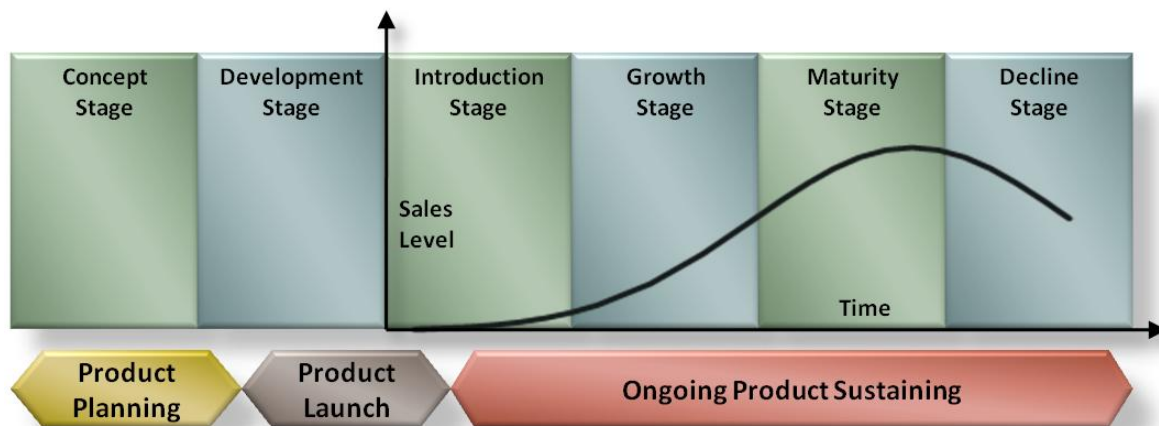 Concept
Stage
Development
Stage
Introduction
Stage
Growth
Stage
Maturity
Stage
Decline
Stage
Sales
Level
Time
Product
Planning
Product
Launch
Ongoing Product Sustaining